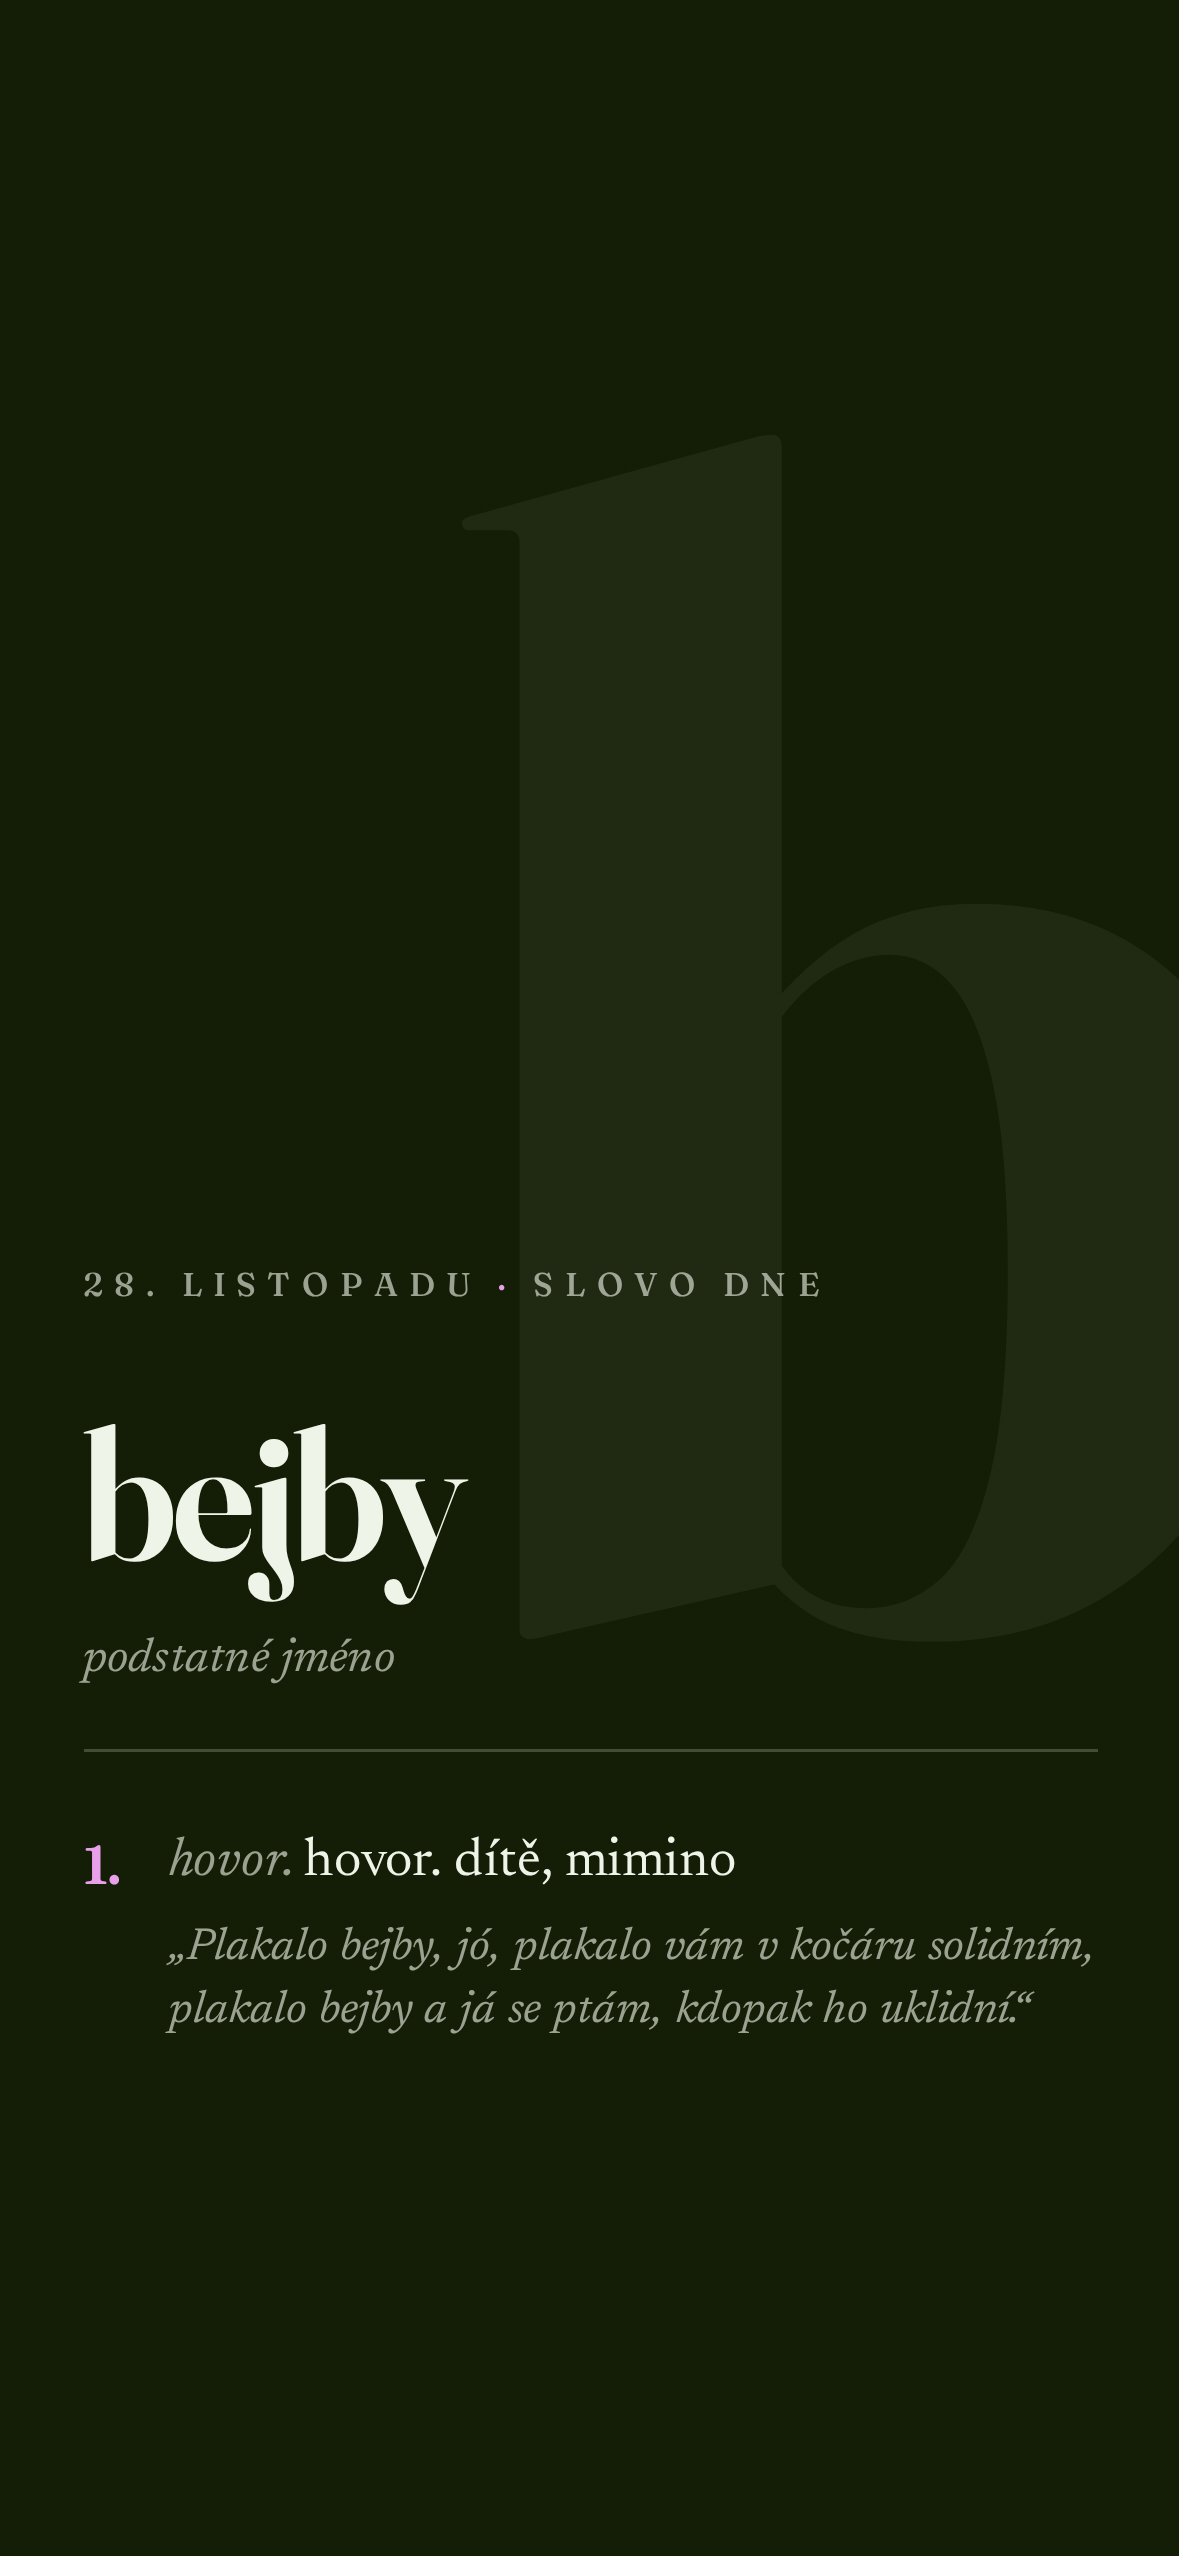 28. LISTOPADU · SLOVO DNE
bejby
podstatné jméno
1. hovor. hovor. dítě, mimino
„Plakalo bejby, jó, plakalo vám v kočáru solidním,
plakalo bejby a já se ptám, kdopak ho uklidní.“
b